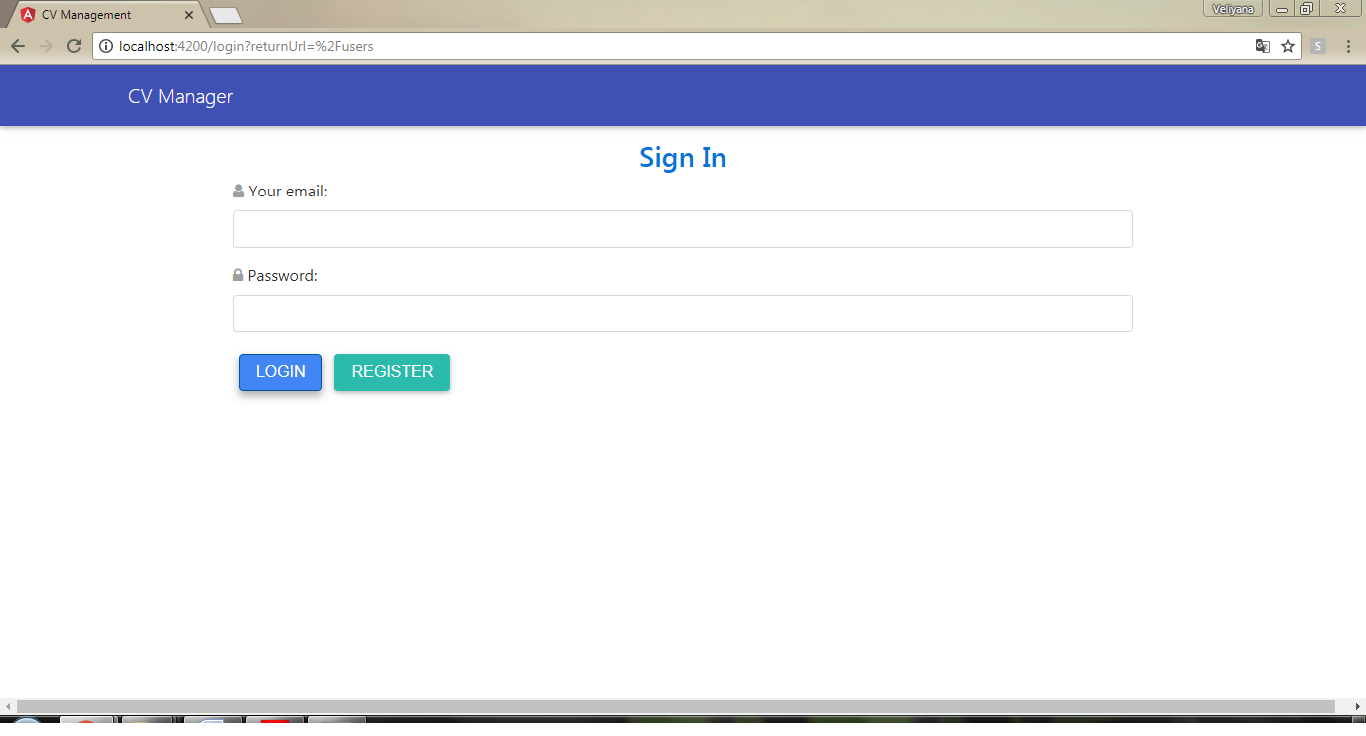 CV Management
Veliyana
localhost:4200/login?returnUrl=%2Fusers
S
CV Manager
Sign In
Your email:
Password:
LOGIN REGISTER